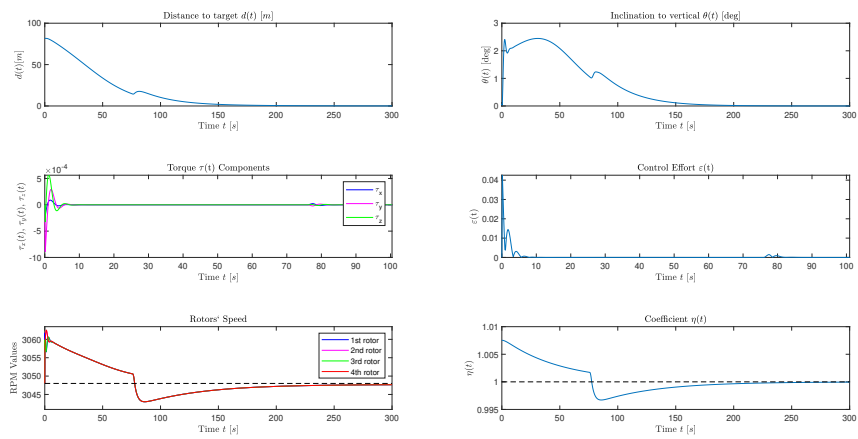 Distance to target d(t) [m]
d(t)[m]
100
50
0
0 50 100 150 200 250 300
Time t [s]
Inclination to vertical θ(t) [deg]
θ(t) [deg]
3
2
1
0
0 50 100 150 200 250 300
Time t [s]
Torque τ(t) Components
×10⁻⁴
τx(t), τy(t), τz(t)
5
0
-5
-10
0 10 20 30 40 50 60 70 80 90 100
Time t [s]
τx
τy
τz
Control Effort ε(t)
ε(t)
0.04
0.03
0.02
0.01
0
0 10 20 30 40 50 60 70 80 90 100
Time t [s]
Rotors' Speed
RPM Values
3060
3055
3050
3045
0 50 100 150 200 250 300
Time t [s]
1st rotor
2nd rotor
3rd rotor
4th rotor
Coefficient η(t)
η(t)
1.01
1.005
1
0.995
0 50 100 150 200 250 300
Time t [s]